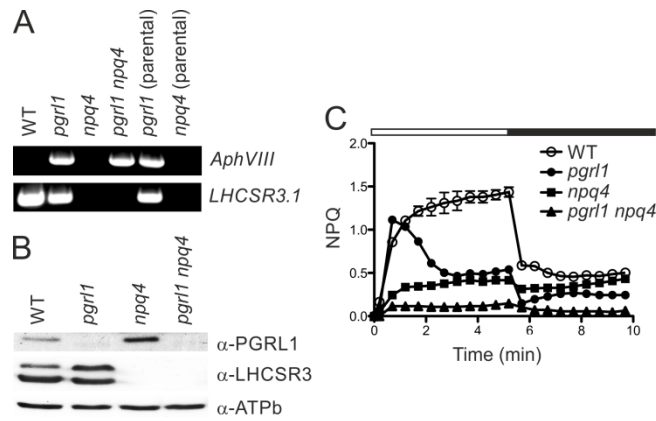 A
WT
pgrl1
npq4
pgrl1 npq4
pgrl1 (parental)
npq4 (parental)
AphVIII
LHCSR3.1
B
WT
pgrl1
npq4
pgrl1 npq4
α-PGRL1
α-LHCSR3
α-ATPb
C
WT
pgrl1
npq4
pgrl1 npq4
2.0
1.5
1.0
0.5
0.0
NPQ
0 2 4 6 8 10
Time (min)